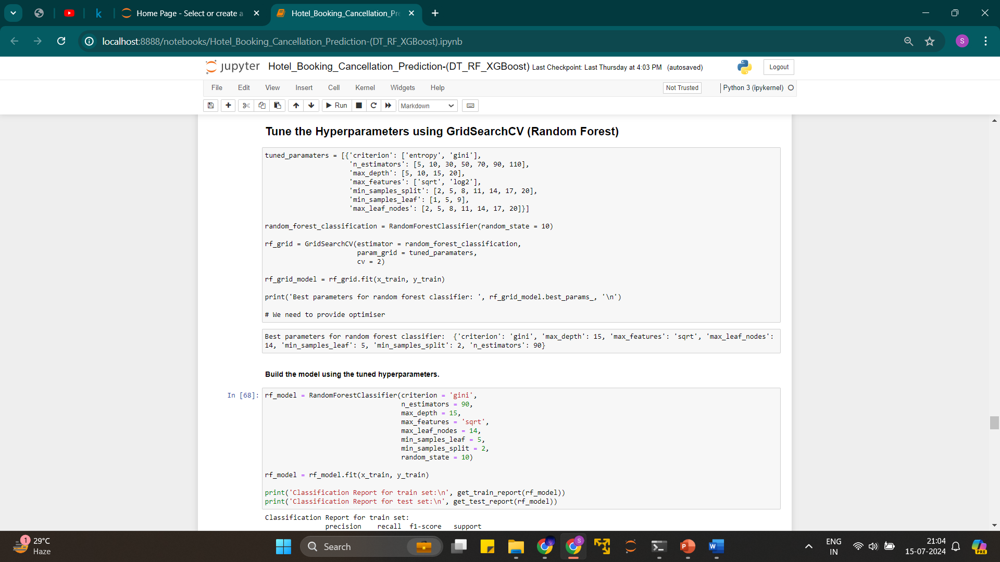 Home Page - Select or create a
Hotel_Booking_Cancellation_Pre
localhost:8888/notebooks/Hotel_Booking_Cancellation_Prediction-(DT_RF_XGBoost).ipynb
S
jupyter Hotel_Booking_Cancellation_Prediction-(DT_RF_XGBoost) Last Checkpoint: Last Thursday at 4:03 PM (autosaved)
Logout
File Edit View Insert Cell Kernel Widgets Help
Not Trusted
Python 3 (ipykernel)
Run
Markdown
Tune the Hyperparameters using GridSearchCV (Random Forest)
tuned_paramaters = [{'criterion': ['entropy', 'gini'],
'n_estimators': [5, 10, 30, 50, 70, 90, 110],
'max_depth': [5, 10, 15, 20],
'max_features': ['sqrt', 'log2'],
'min_samples_split': [2, 5, 8, 11, 14, 17, 20],
'min_samples_leaf': [1, 5, 9],
'max_leaf_nodes': [2, 5, 8, 11, 14, 17, 20]}]
random_forest_classification = RandomForestClassifier(random_state = 10)
rf_grid = GridSearchCV(estimator = random_forest_classification,
param_grid = tuned_paramaters,
cv = 2)
rf_grid_model = rf_grid.fit(x_train, y_train)
print('Best parameters for random forest classifier: ', rf_grid_model.best_params_, '\n')
# We need to provide optimiser
Best parameters for random forest classifier:  {'criterion': 'gini', 'max_depth': 15, 'max_features': 'sqrt', 'max_leaf_nodes':
14, 'min_samples_leaf': 5, 'min_samples_split': 2, 'n_estimators': 90}
Build the model using the tuned hyperparameters.
In [68]: rf_model = RandomForestClassifier(criterion = 'gini',
n_estimators = 90,
max_depth = 15,
max_features = 'sqrt',
max_leaf_nodes = 14,
min_samples_leaf = 5,
min_samples_split = 2,
random_state = 10)
rf_model = rf_model.fit(x_train, y_train)
print('Classification Report for train set:\n', get_train_report(rf_model))
print('Classification Report for test set:\n', get_test_report(rf_model))
Classification Report for train set:
precision recall f1-score support
1
29°C
Haze
Search
S
ENG
IN
21:04
15-07-2024
PRE